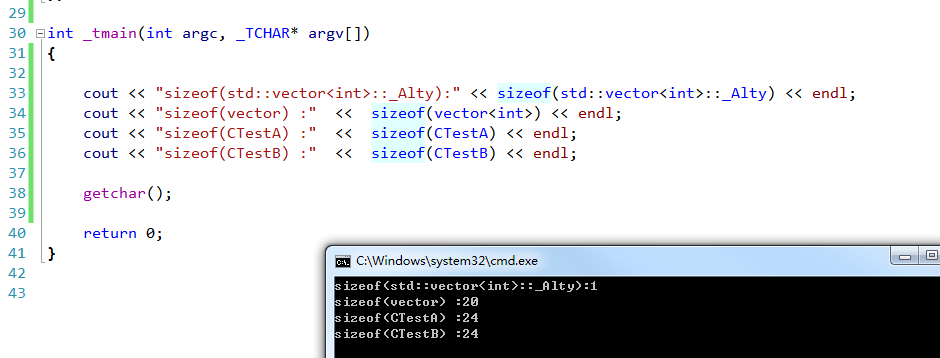 29
30 int _tmain(int argc, _TCHAR* argv[])
31 {
32
33 cout << "sizeof(std::vector<int>::_Alty):" << sizeof(std::vector<int>::_Alty) << endl;
34 cout << "sizeof(vector) :" << sizeof(vector<int>) << endl;
35 cout << "sizeof(CTestA) :" << sizeof(CTestA) << endl;
36 cout << "sizeof(CTestB) :" << sizeof(CTestB) << endl;
37
38 getchar();
39
40 return 0;
41 }
42
43
C:\Windows\system32\cmd.exe
sizeof(std::vector<int>::_Alty):1
sizeof(vector) :20
sizeof(CTestA) :24
sizeof(CTestB) :24